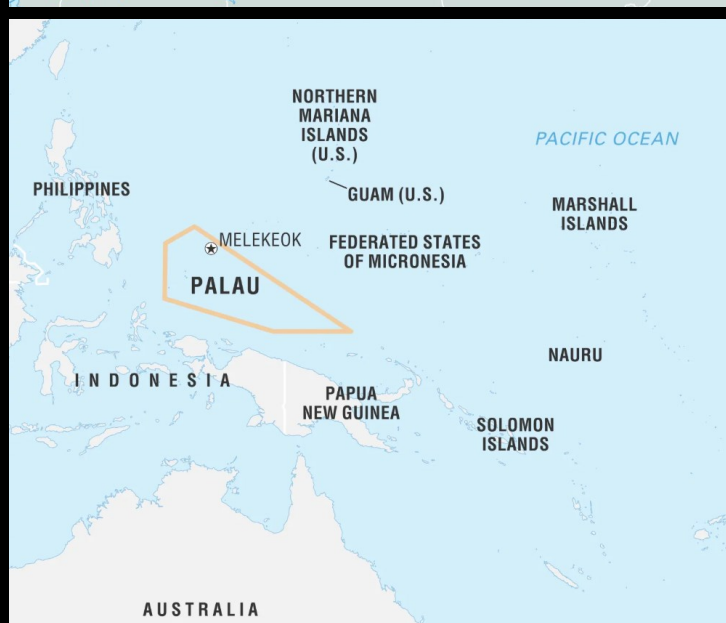 NORTHERN
MARIANA
ISLANDS
(U.S.)
PACIFIC OCEAN
PHILIPPINES
GUAM (U.S.)
MARSHALL
ISLANDS
MELEKEOK
FEDERATED STATES
OF MICRONESIA
PALAU
NAURU
INDONESIA
PAPUA
NEW GUINEA
SOLOMON
ISLANDS
AUSTRALIA